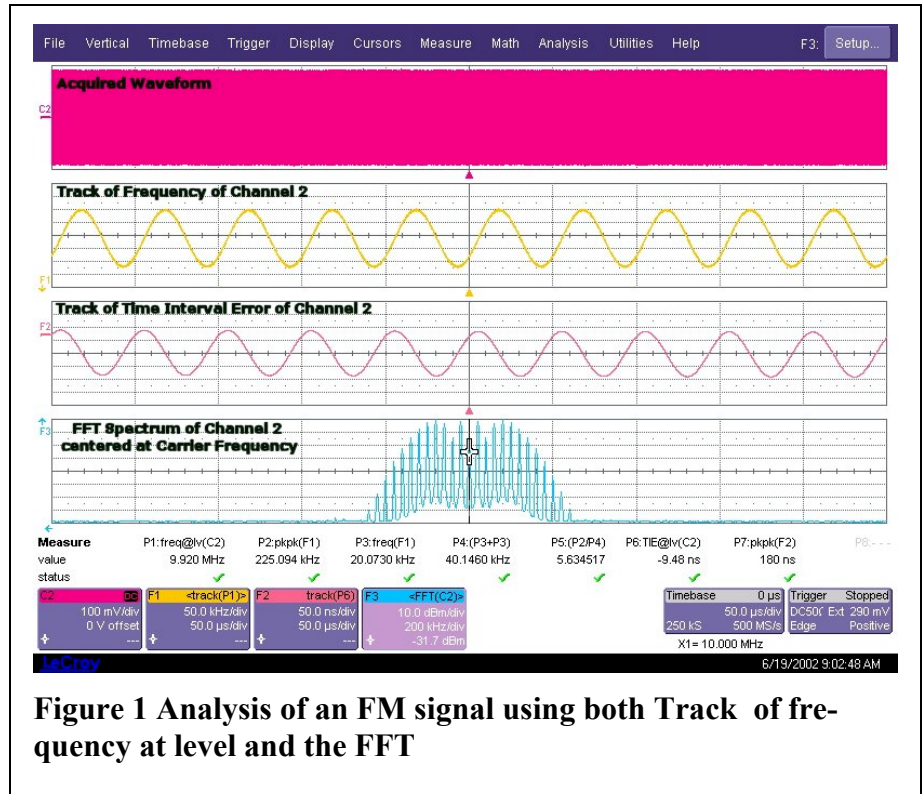 File Vertical Timebase Trigger Display Cursors Measure Math Analysis Utilities Help F3: Setup...
Acquired Waveform
C2
Track of Frequency of Channel 2
F1
Track of Time Interval Error of Channel 2
F2
FFT Spectrum of Channel 2
centered at Carrier Frequency
F3
Measure P1:freq@lv(C2) P2:pkpk(F1) P3:freq(F1) P4:(P3+P3) P5:(P2/P4) P6:TIE@lv(C2) P7:pkpk(F2) P8:---
value 9.920 MHz 225.094 kHz 20.0730 kHz 40.1460 kHz 5.634517 -9.48 ns 180 ns
status
C2 DC F1 <track(P1)> F2 track(P6) F3 <FFT(C2)> Timebase 0 µs Trigger Stopped
100 mV/div 50.0 kHz/div 50.0 ns/div 10.0 dBm/div 50.0 µs/div DC50( Ext 290 mV
0 V offset 50.0 µs/div 50.0 µs/div 200 kHz/div 250 kS 500 MS/s Edge Positive
--- --- --- -31.7 dBm X1= 10.000 MHz
LeCroy 6/19/2002 9:02:48 AM
Figure 1 Analysis of an FM signal using both Track of fre-
quency at level and the FFT